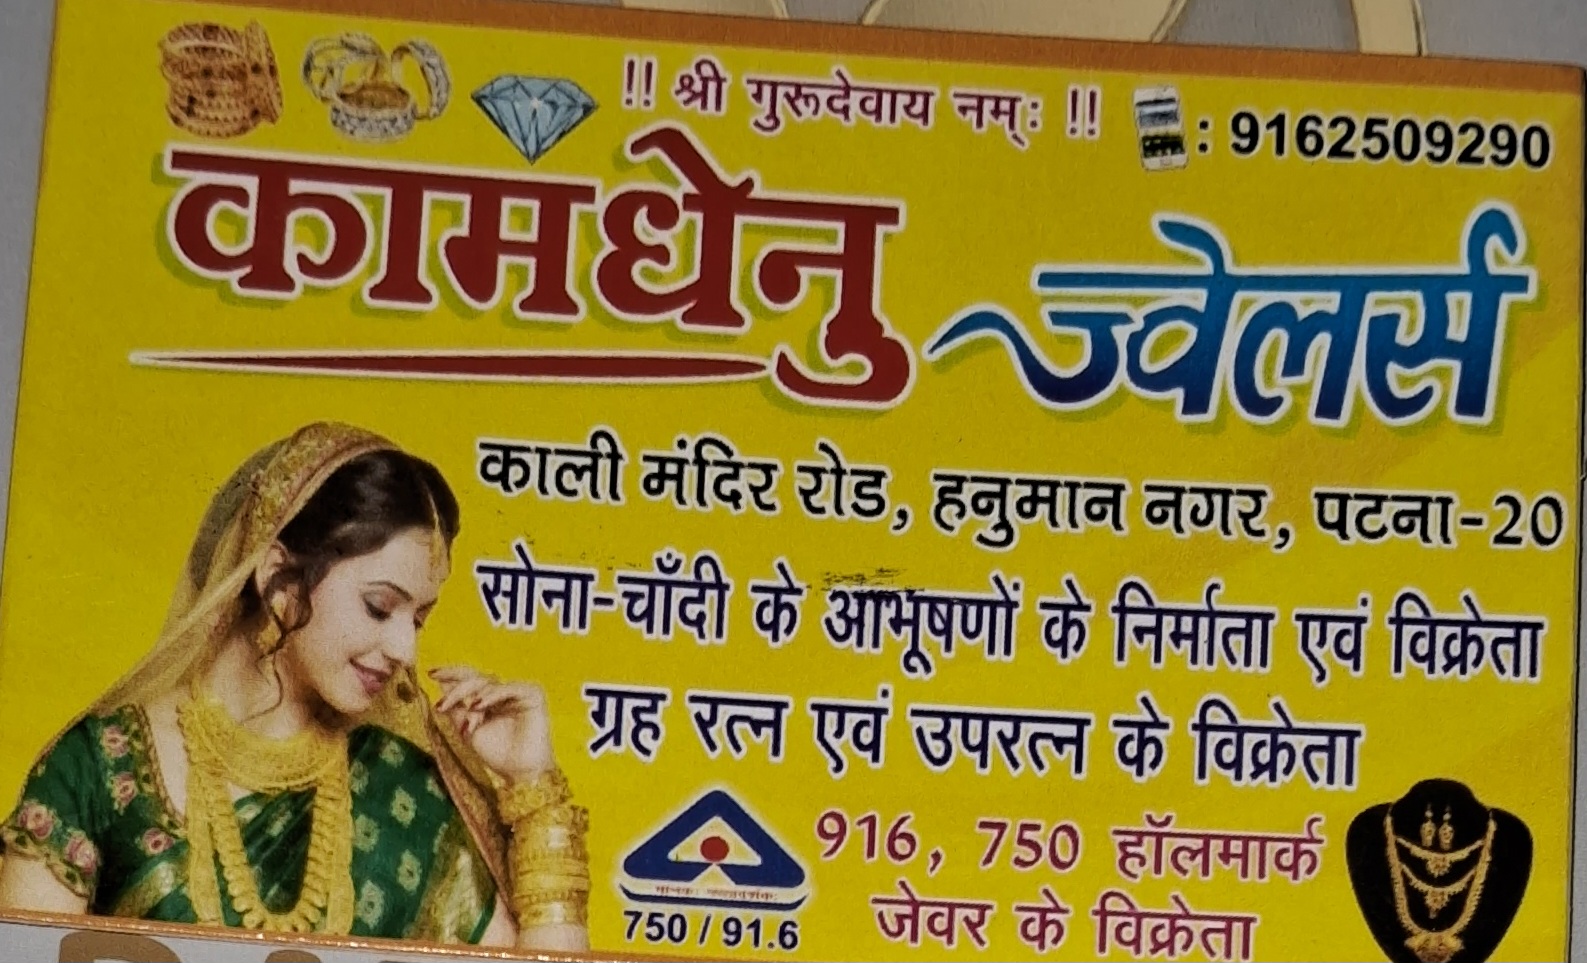 !! श्री गुरूदेवाय नम्ः !!
: 9162509290
कामधेनु ज्वेलर्स
काली मंदिर रोड, हनुमान नगर, पटना-20
सोना-चाँदी के आभूषणों के निर्माता एवं विक्रेता
ग्रह रत्न एवं उपरत्न के विक्रेता
916, 750 हॉलमार्क
जेवर के विक्रेता
750 / 91.6